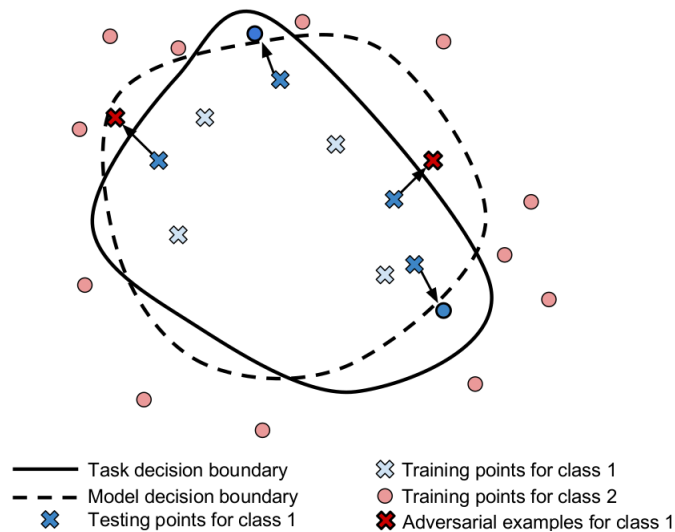 Task decision boundary
Model decision boundary
Testing points for class 1
Training points for class 1
Training points for class 2
Adversarial examples for class 1